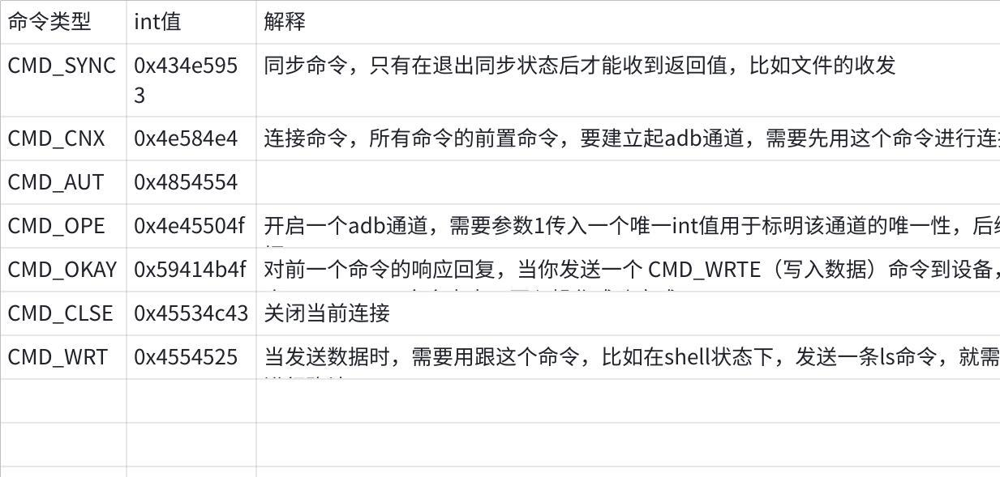 命令类型 int值 解释
CMD_SYNC 0x434e595 同步命令，只有在退出同步状态后才能收到返回值，比如文件的收发
3
CMD_CNX 0x4e584e4 连接命令，所有命令的前置命令，要建立起adb通道，需要先用这个命令进行连
CMD_AUT 0x4854554
CMD_OPE 0x4e45504f 开启一个adb通道，需要参数1传入一个唯一int值用于标明该通道的唯一性，后
CMD_OKAY 0x59414b4f 对前一个命令的响应回复，当你发送一个 CMD_WRTE（写入数据）命令到设备，
CMD_CLSE 0x45534c43 关闭当前连接
CMD_WRT 0x4554525 当发送数据时，需要用跟这个命令，比如在shell状态下，发送一条ls命令，就需